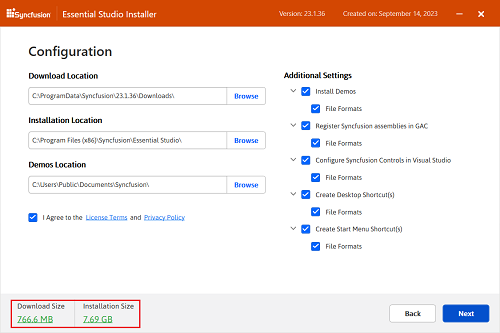 Syncfusion Essential Studio Installer Version: 23.1.36 Created on: September 14, 2023
Configuration
Download Location
C:\ProgramData\Syncfusion\23.1.36\Downloads\ Browse
Installation Location
C:\Program Files (x86)\Syncfusion\Essential Studio\ Browse
Demos Location
C:\Users\Public\Documents\Syncfusion\ Browse
I Agree to the License Terms and Privacy Policy
Additional Settings
Install Demos
File Formats
Register Syncfusion assemblies in GAC
File Formats
Configure Syncfusion Controls in Visual Studio
File Formats
Create Desktop Shortcut(s)
File Formats
Create Start Menu Shortcut(s)
File Formats
Download Size Installation Size
766.6 MB 7.69 GB
Back Next